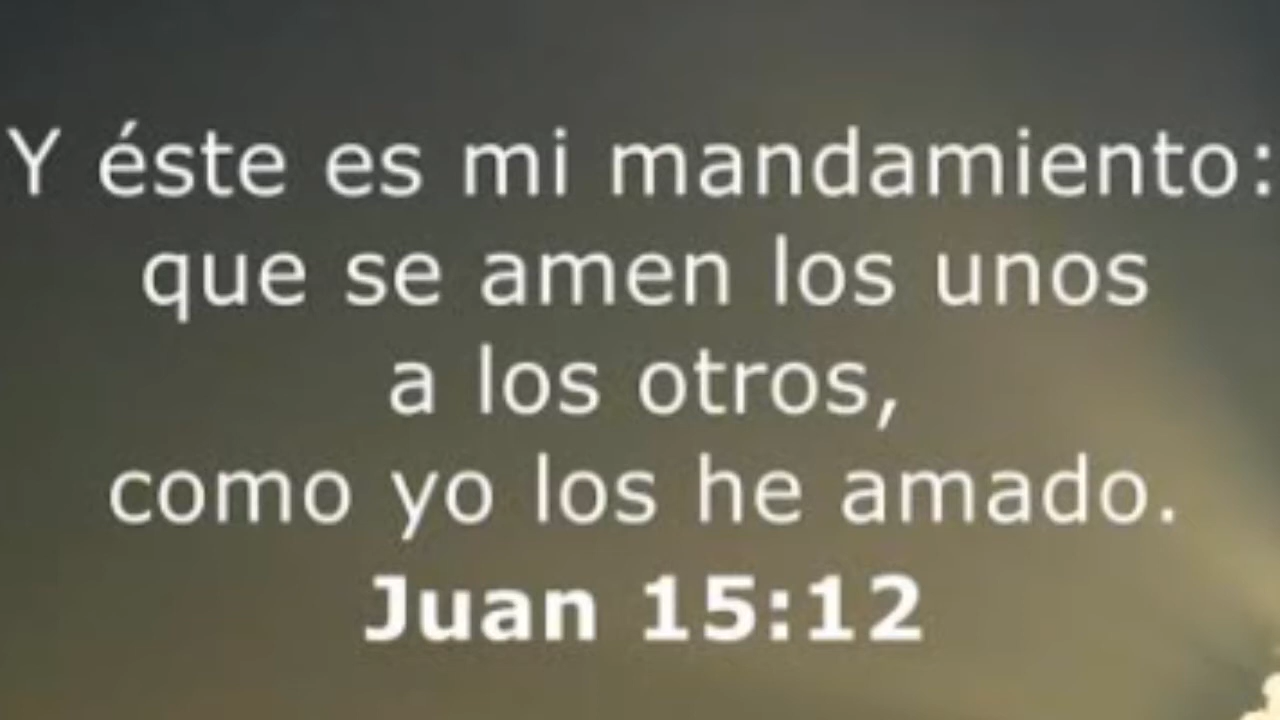 Y éste es mi mandamiento:
que se amen los unos
a los otros,
como yo los he amado.
Juan 15:12